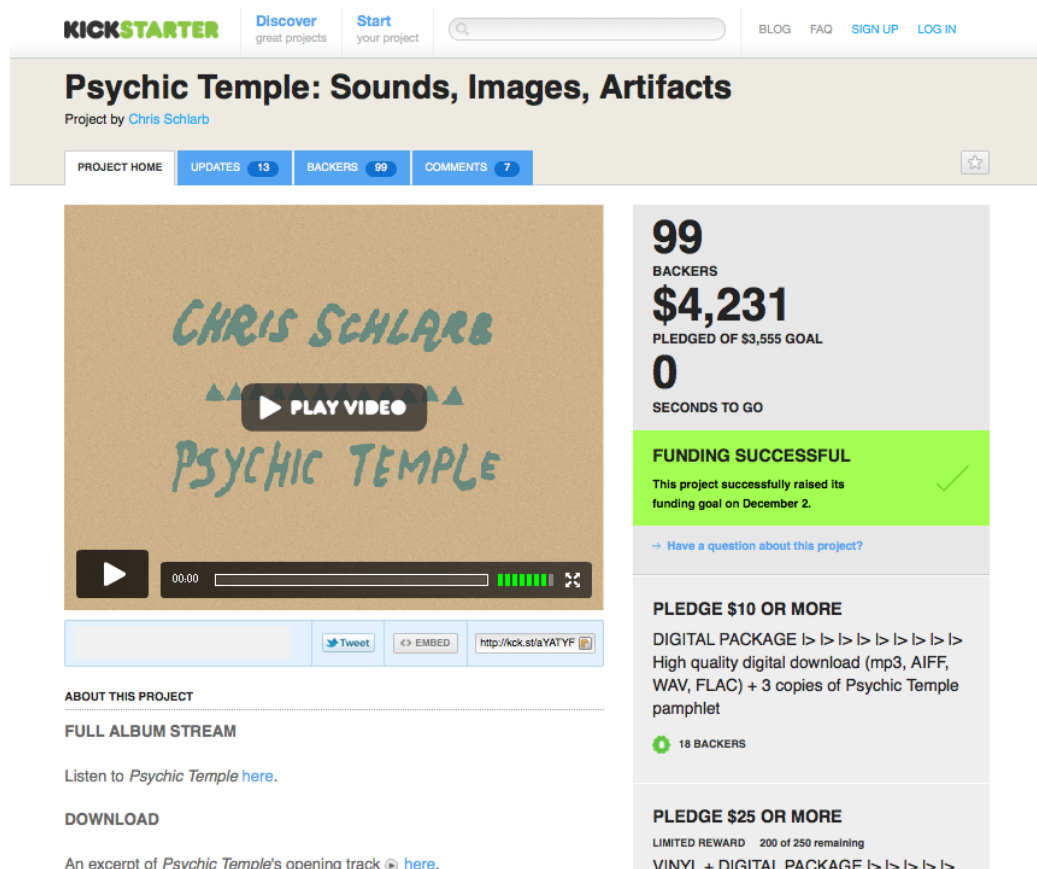 KICKSTARTER
Discover
great projects
Start
your project
BLOG FAQ SIGN UP LOG IN
Psychic Temple: Sounds, Images, Artifacts
Project by Chris Schlarb
PROJECT HOME
UPDATES 13
BACKERS 99
COMMENTS 7
CHRIS SCHLARB
PLAY VIDEO
PSYCHIC TEMPLE
00:00
Tweet
<> EMBED
http://kck.st/aYATYF
ABOUT THIS PROJECT
FULL ALBUM STREAM
Listen to Psychic Temple here.
DOWNLOAD
An excerpt of Psychic Temple's opening track here.
99
BACKERS
$4,231
PLEDGED OF $3,555 GOAL
0
SECONDS TO GO
FUNDING SUCCESSFUL
This project successfully raised its
funding goal on December 2.
→ Have a question about this project?
PLEDGE $10 OR MORE
DIGITAL PACKAGE |> |> |> |> |> |> |> |> |>
High quality digital download (mp3, AIFF,
WAV, FLAC) + 3 copies of Psychic Temple
pamphlet
18 BACKERS
PLEDGE $25 OR MORE
LIMITED REWARD 200 of 250 remaining
VINYL + DIGITAL PACKAGE |> |> |> |> |>